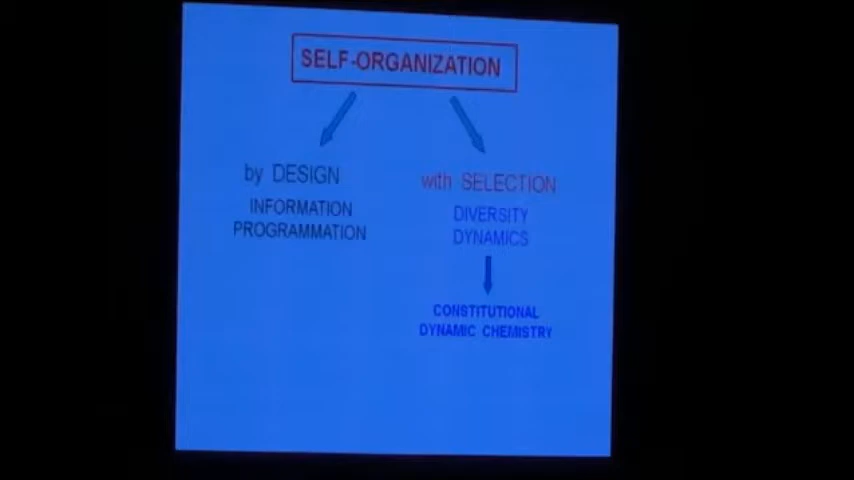 SELF-ORGANIZATION
by DESIGN
INFORMATION
PROGRAMMATION
with SELECTION
DIVERSITY
DYNAMICS
CONSTITUTIONAL
DYNAMIC CHEMISTRY